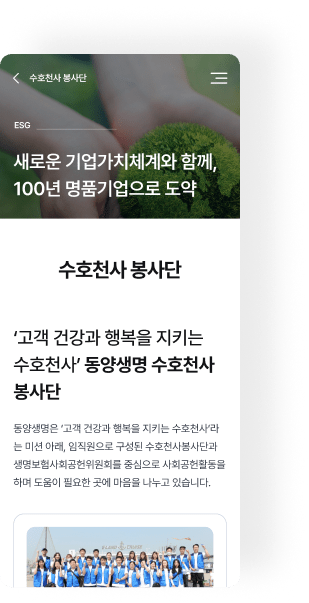 수호천사 봉사단
ESG
새로운 기업가치체계와 함께,
100년 명품기업으로 도약
수호천사 봉사단
‘고객 건강과 행복을 지키는
수호천사’ 동양생명 수호천사
봉사단
동양생명은 ‘고객 건강과 행복을 지키는 수호천사’라
는 미션 아래, 임직원으로 구성된 수호천사봉사단과
생명보험사회공헌위원회를 중심으로 사회공헌활동을
하며 도움이 필요한 곳에 마음을 나누고 있습니다.